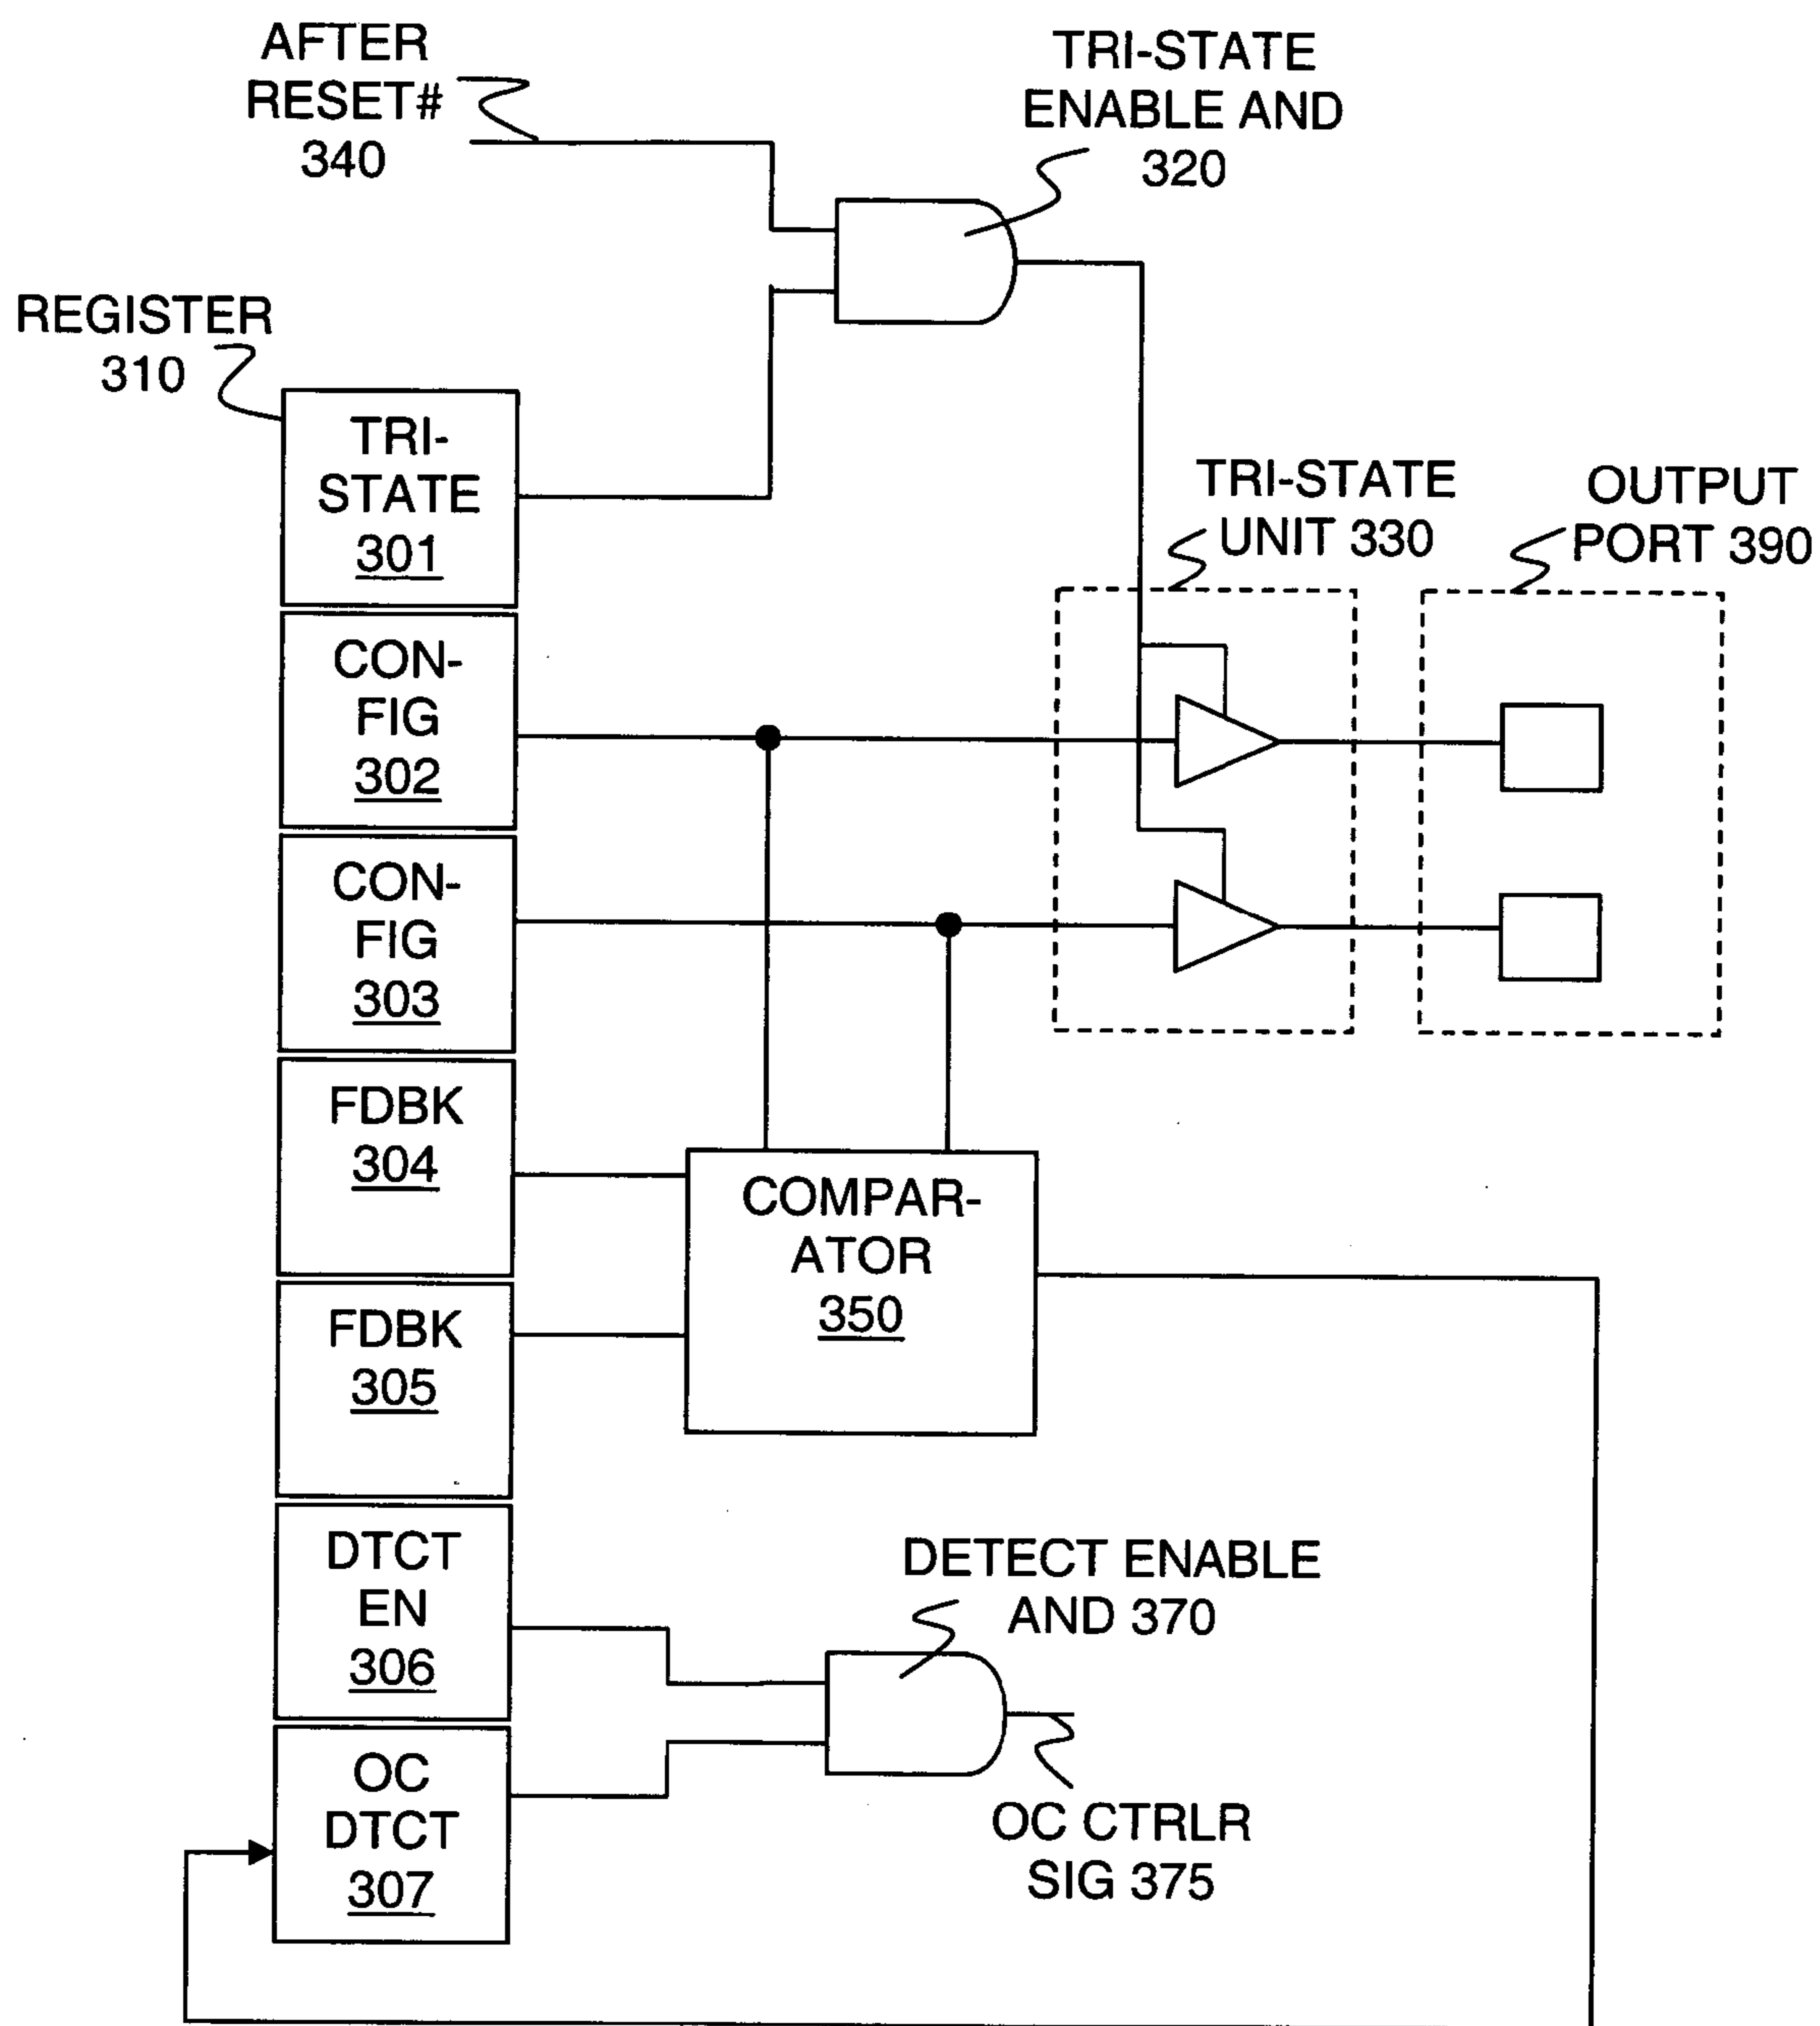 AFTER
RESET#
340
TRI-STATE
ENABLE AND
320
REGISTER
310
TRI-
STATE
301
TRI-STATE
UNIT 330
OUTPUT
PORT 390
CON-
FIG
302
CON-
FIG
303
FDBK
304
COMPAR-
ATOR
350
FDBK
305
DTCT
EN
306
DETECT ENABLE
AND 370
OC
DTCT
307
OC CTRLR
SIG 375